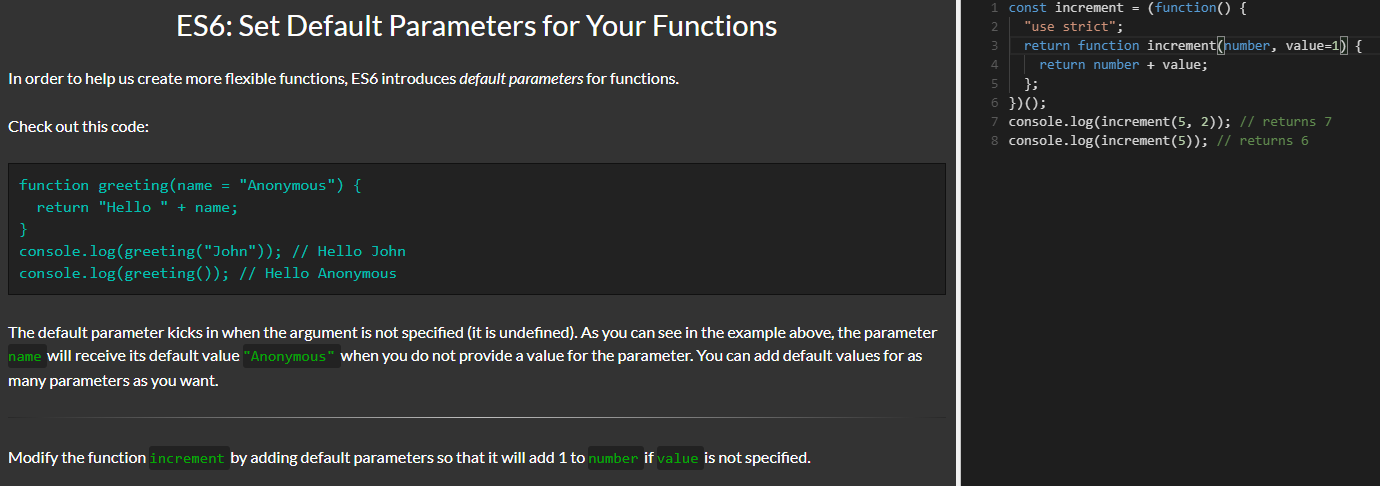 ES6: Set Default Parameters for Your Functions
In order to help us create more flexible functions, ES6 introduces default parameters for functions.
Check out this code:
function greeting(name = "Anonymous") {
  return "Hello " + name;
}
console.log(greeting("John")); // Hello John
console.log(greeting()); // Hello Anonymous
The default parameter kicks in when the argument is not specified (it is undefined). As you can see in the example above, the parameter
name will receive its default value "Anonymous" when you do not provide a value for the parameter. You can add default values for as
many parameters as you want.
Modify the function increment by adding default parameters so that it will add 1 to number if value is not specified.
1 const increment = (function() {
2   "use strict";
3   return function increment(number, value=1) {
4     return number + value;
5   };
6 })();
7 console.log(increment(5, 2)); // returns 7
8 console.log(increment(5)); // returns 6